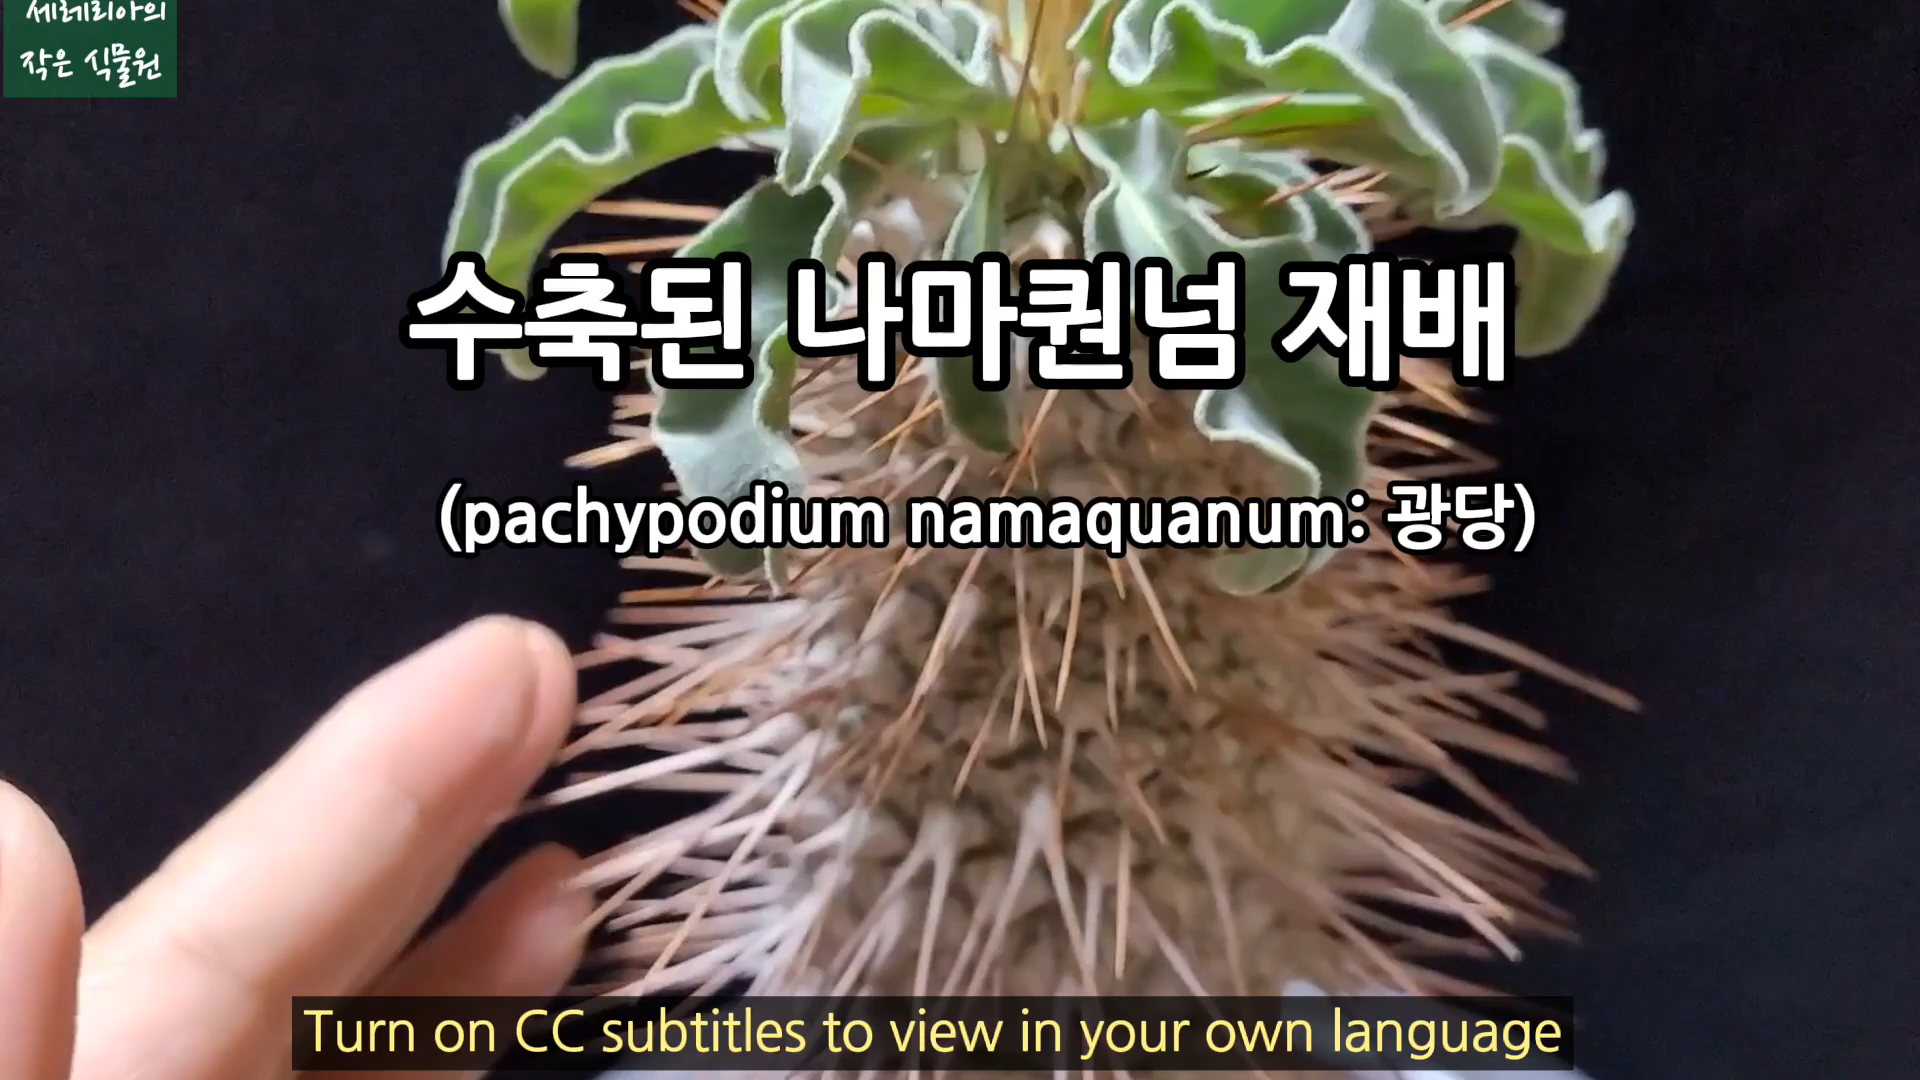 세레리아의
작은 식물원
수축된 나마퀀넘 재배
(pachypodium namaquanum: 광당)
Turn on CC subtitles to view in your own language